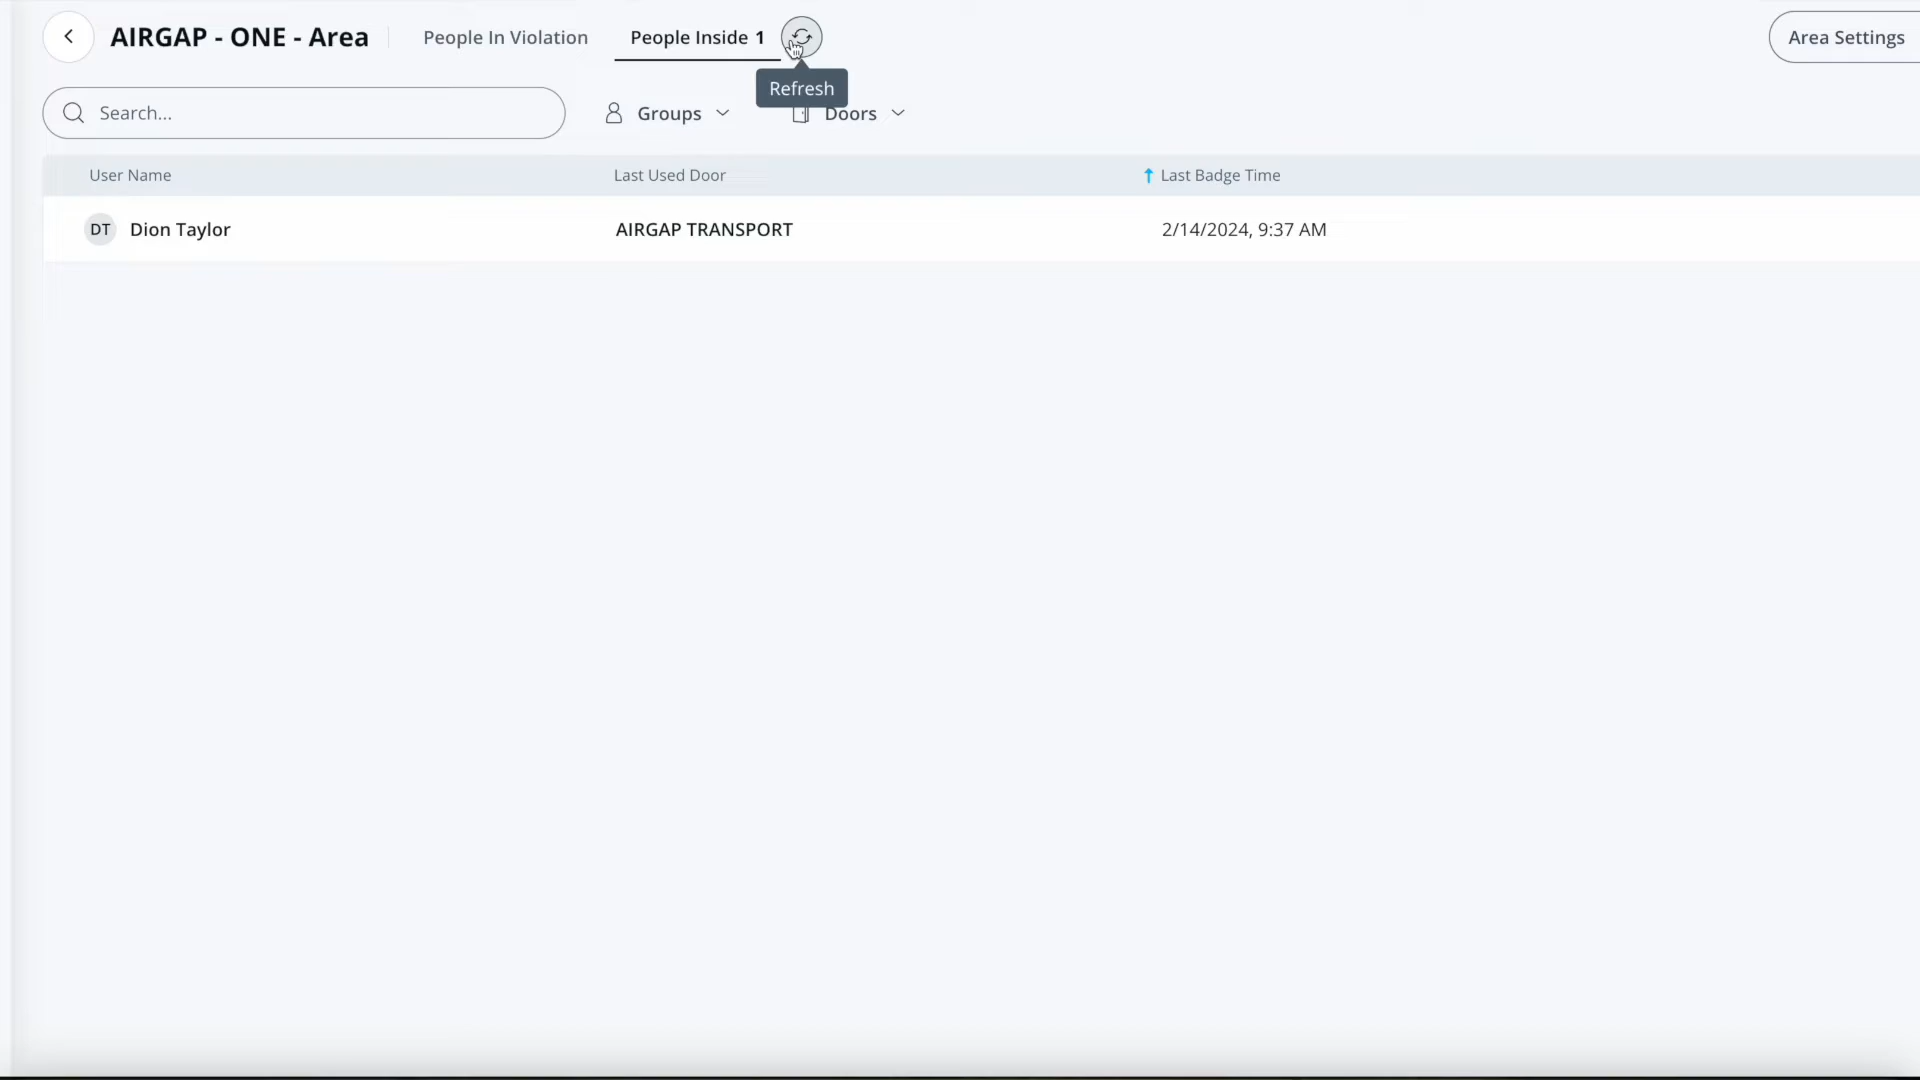 AIRGAP - ONE - Area
People In Violation
People Inside 1
Area Settings
Refresh
Search...
Groups
Doors
User Name
Last Used Door
Last Badge Time
DT
Dion Taylor
AIRGAP TRANSPORT
2/14/2024, 9:37 AM